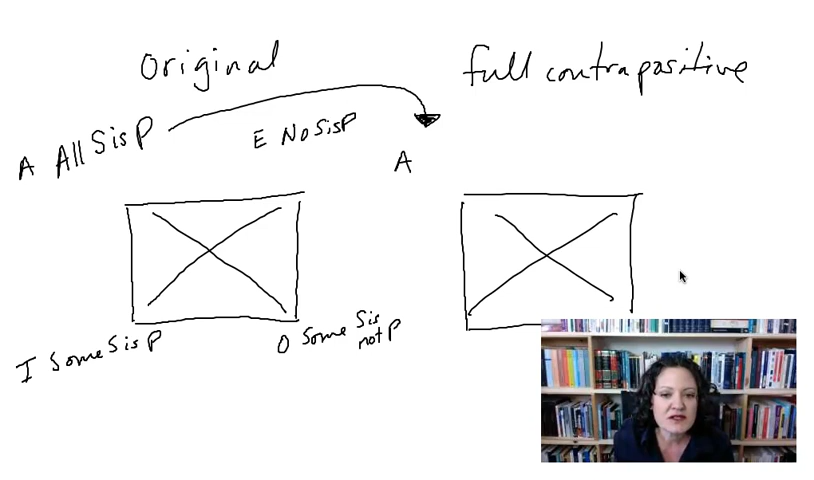 Original
full contrapositive
A All S is P
E No S is P
A
I Some S is P
O Some S is
not P